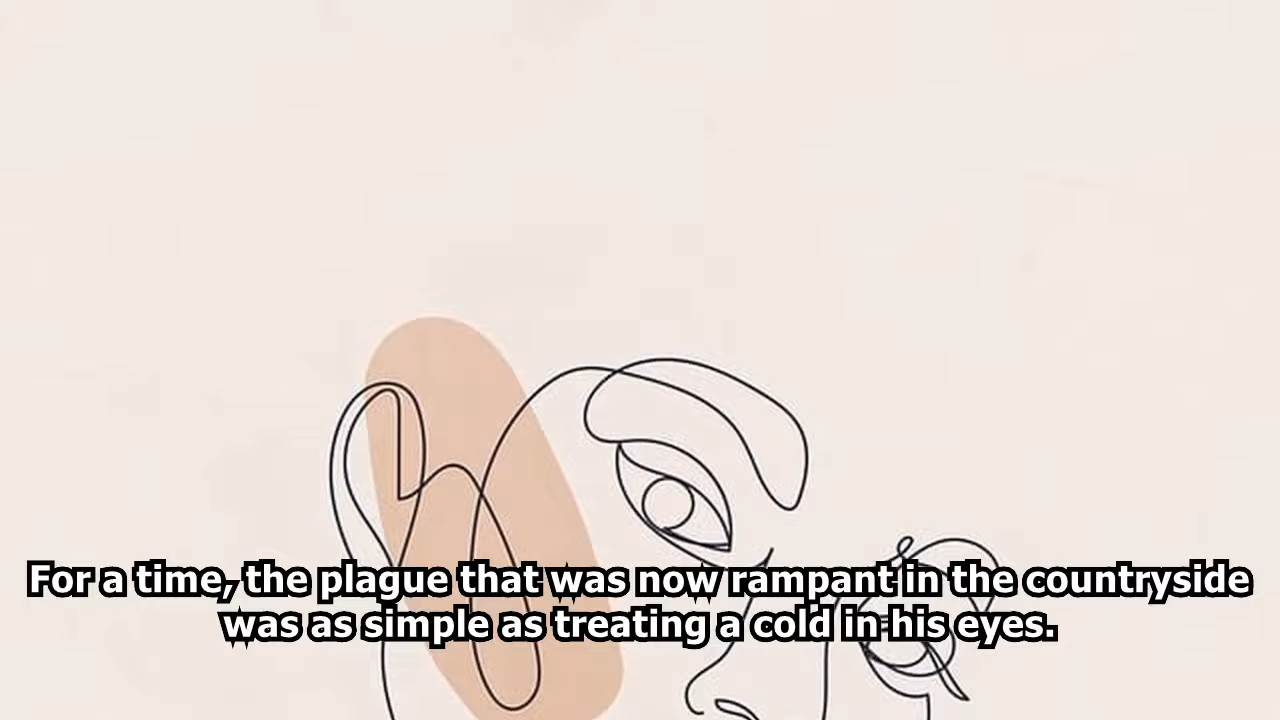 For a time, the plague that was now rampant in the countryside
was as simple as treating a cold in his eyes.